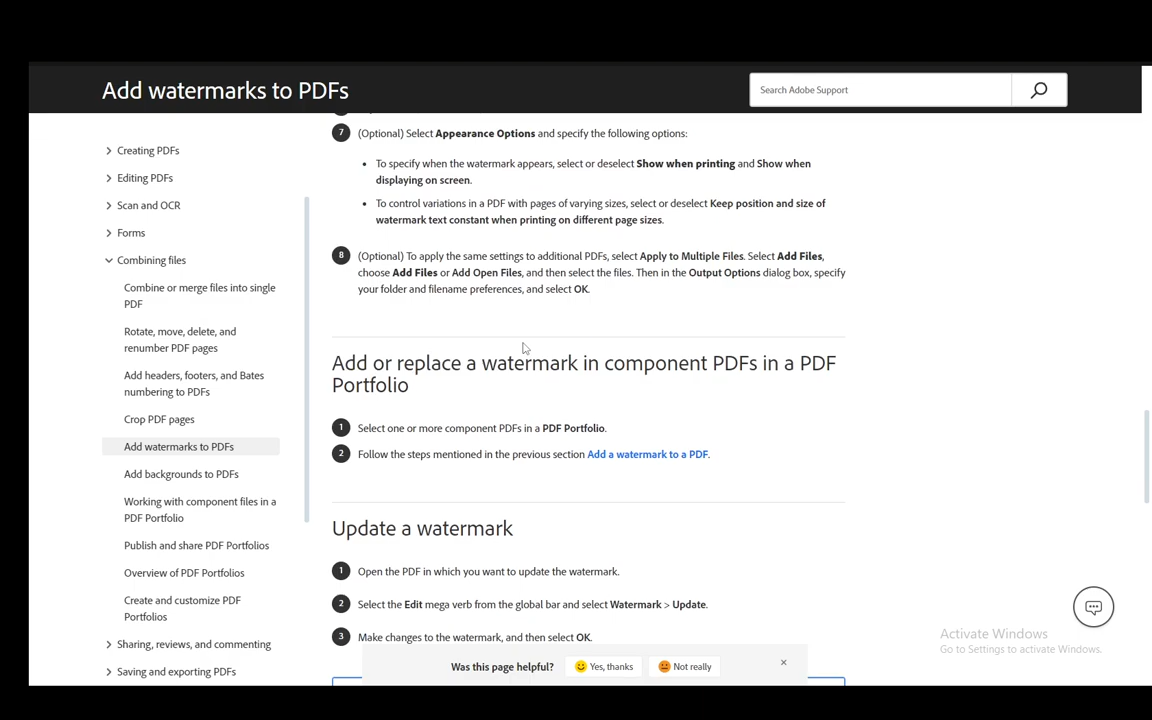 Add watermarks to PDFs
Search Adobe Support
Creating PDFs
Editing PDFs
Scan and OCR
Forms
Combining files
Combine or merge files into single
PDF
Rotate, move, delete, and
renumber PDF pages
Add headers, footers, and Bates
numbering to PDFs
Crop PDF pages
Add watermarks to PDFs
Add backgrounds to PDFs
Working with component files in a
PDF Portfolio
Publish and share PDF Portfolios
Overview of PDF Portfolios
Create and customize PDF
Portfolios
Sharing, reviews, and commenting
Saving and exporting PDFs
7 (Optional) Select Appearance Options and specify the following options:
• To specify when the watermark appears, select or deselect Show when printing and Show when
displaying on screen.
• To control variations in a PDF with pages of varying sizes, select or deselect Keep position and size of
watermark text constant when printing on different page sizes.
8 (Optional) To apply the same settings to additional PDFs, select Apply to Multiple Files. Select Add Files,
choose Add Files or Add Open Files, and then select the files. Then in the Output Options dialog box, specify
your folder and filename preferences, and select OK.
Add or replace a watermark in component PDFs in a PDF
Portfolio
1 Select one or more component PDFs in a PDF Portfolio.
2 Follow the steps mentioned in the previous section Add a watermark to a PDF.
Update a watermark
1 Open the PDF in which you want to update the watermark.
2 Select the Edit mega verb from the global bar and select Watermark > Update.
3 Make changes to the watermark, and then select OK.
Was this page helpful? Yes, thanks Not really
Activate Windows
Go to Settings to activate Windows.